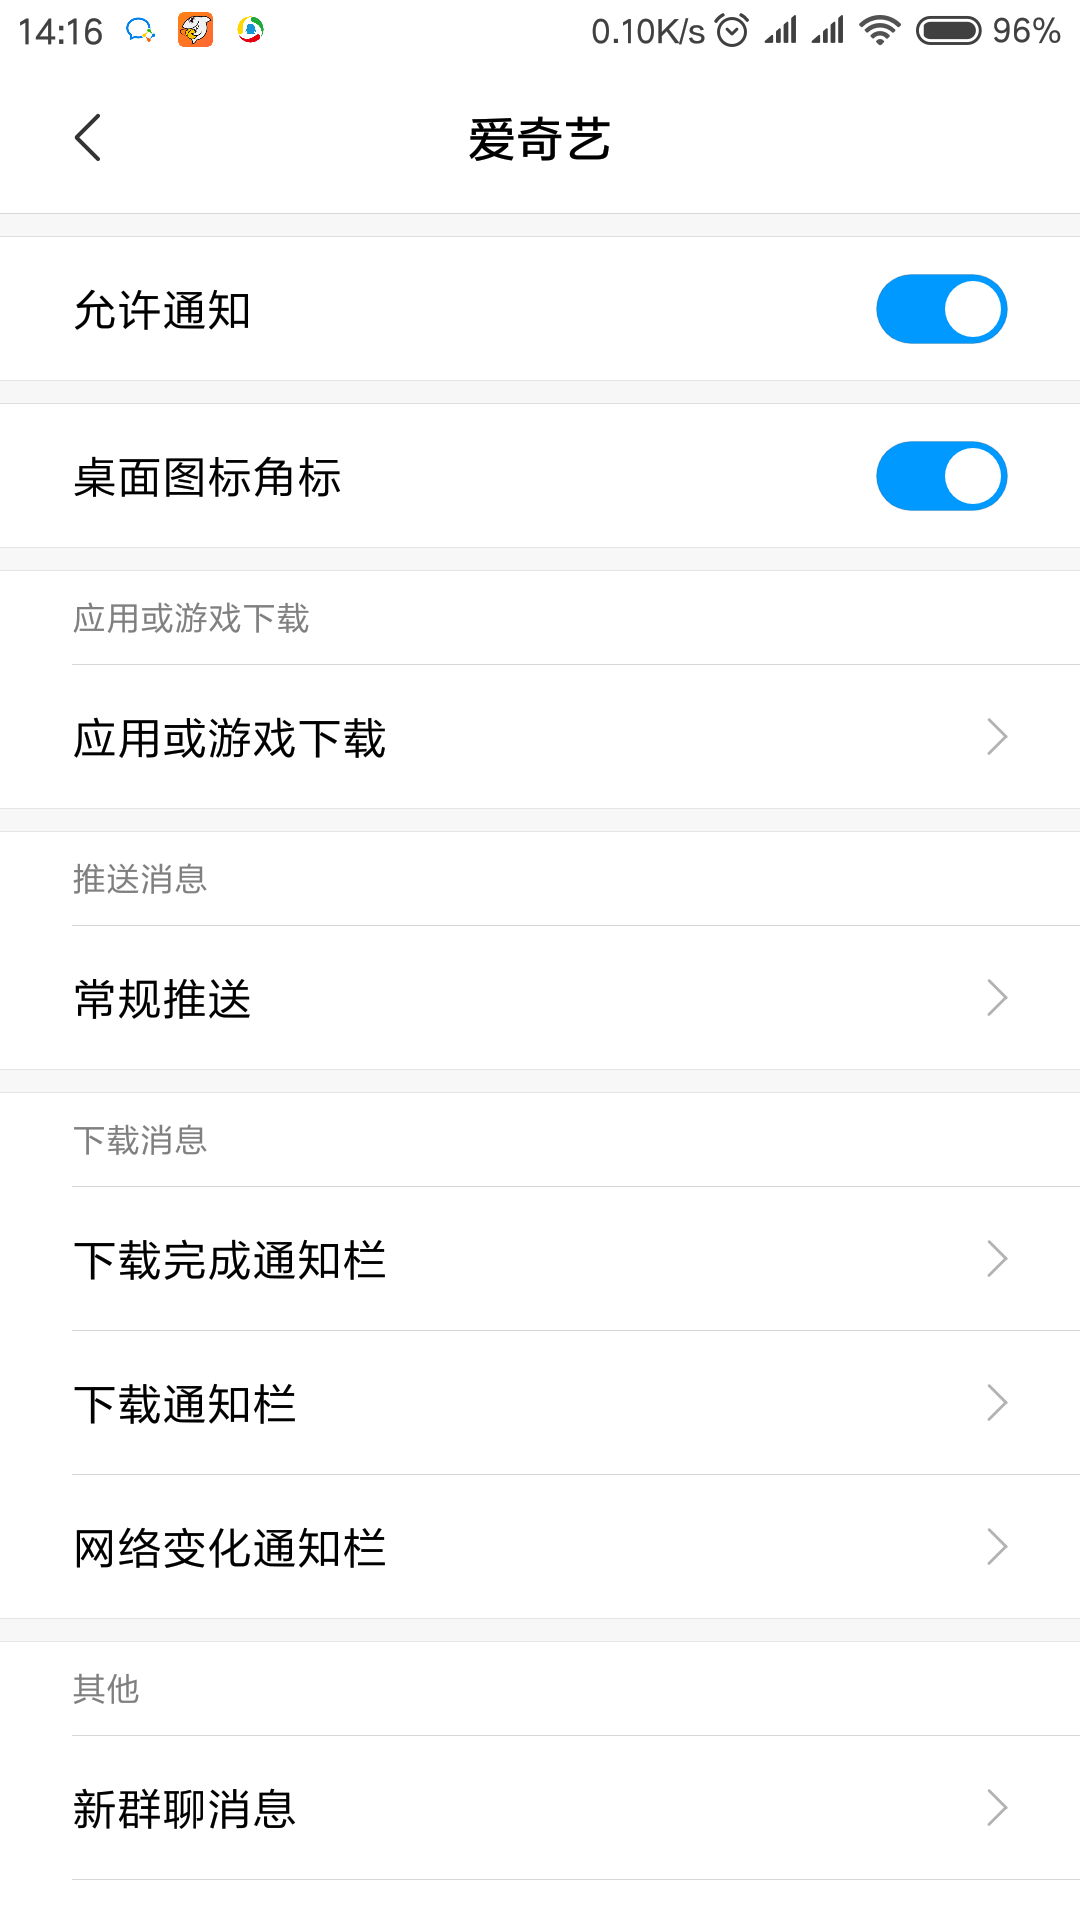 14:16 0.10K/s 96%
爱奇艺
允许通知
桌面图标角标
应用或游戏下载
应用或游戏下载
推送消息
常规推送
下载消息
下载完成通知栏
下载通知栏
网络变化通知栏
其他
新群聊消息